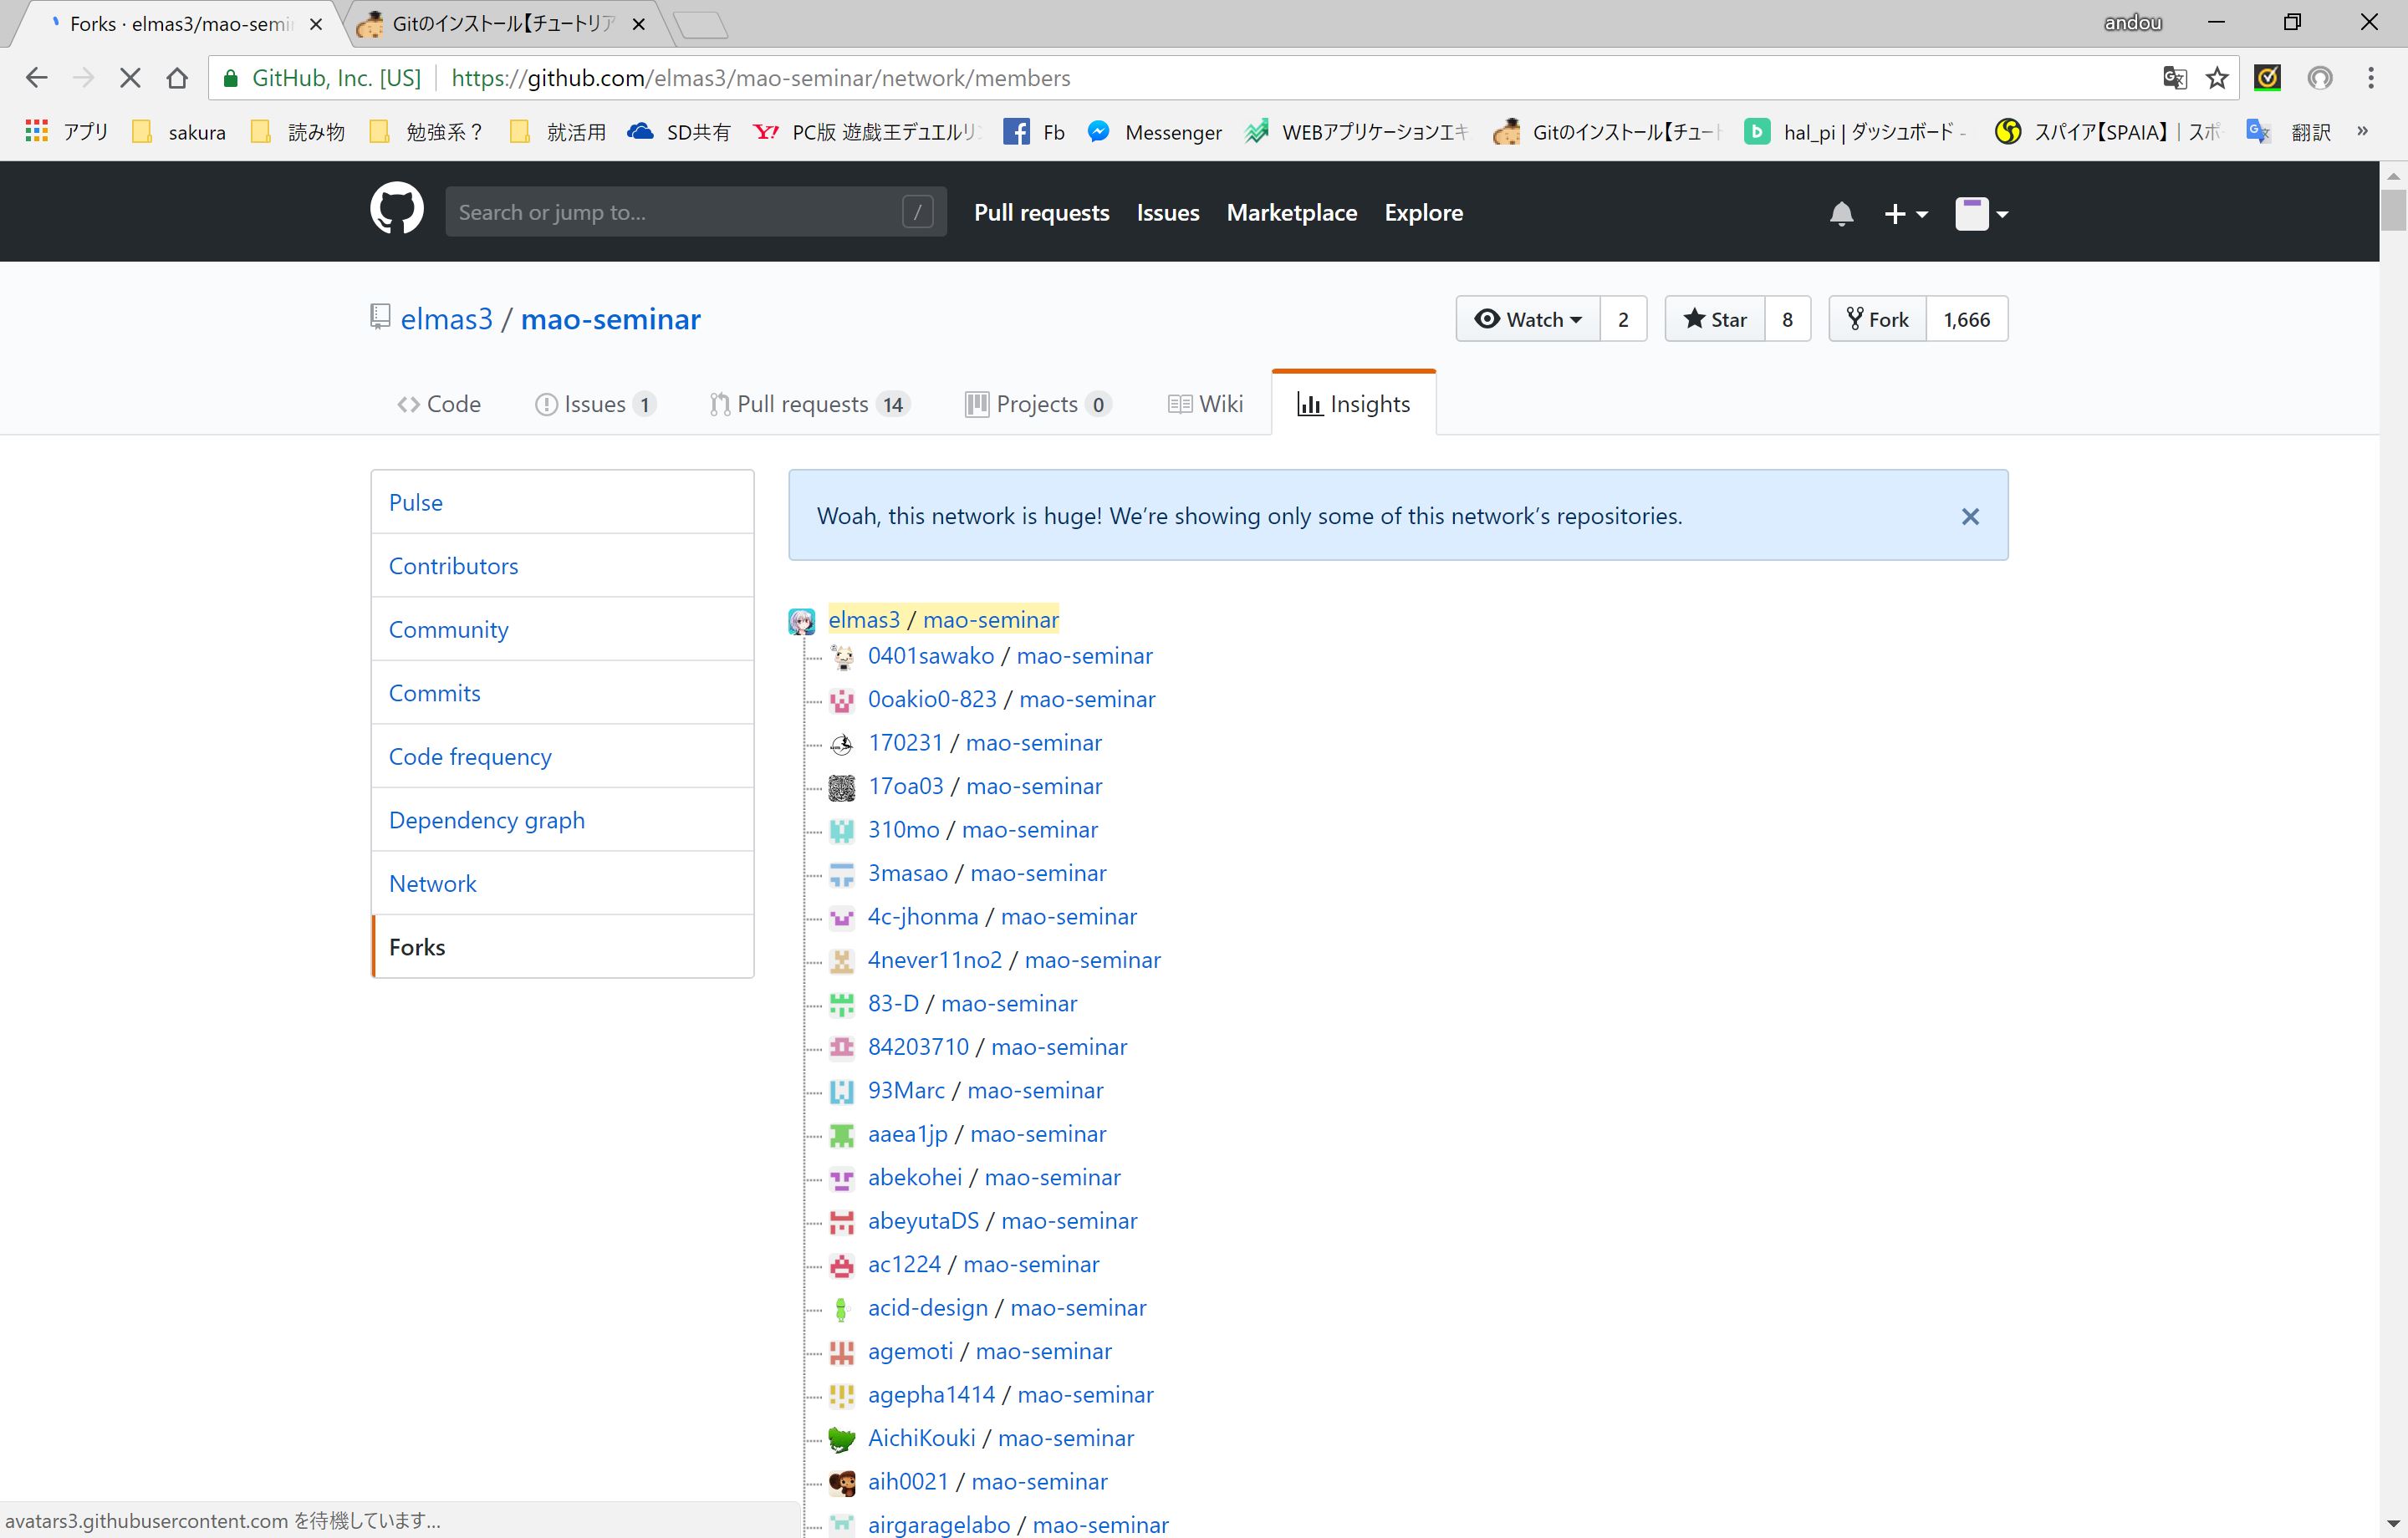 Forks · elmas3/mao-semi
Gitのインストール【チュートリア
andou
GitHub, Inc. [US] https://github.com/elmas3/mao-seminar/network/members
アプリ sakura 読み物 勉強系？ 就活用 SD共有 PC版 遊戯王デュエルリ Fb Messenger WEBアプリケーションエキ Gitのインストール【チュート hal_pi | ダッシュボード - スパイア【SPAIA】 | スポ 翻訳 »
Search or jump to... / Pull requests Issues Marketplace Explore
elmas3 / mao-seminar
Watch 2 Star 8 Fork 1,666
Code Issues 1 Pull requests 14 Projects 0 Wiki Insights
Pulse
Contributors
Community
Commits
Code frequency
Dependency graph
Network
Forks
Woah, this network is huge! We’re showing only some of this network’s repositories.
elmas3 / mao-seminar
0401sawako / mao-seminar
0oakio0-823 / mao-seminar
170231 / mao-seminar
17oa03 / mao-seminar
310mo / mao-seminar
3masao / mao-seminar
4c-jhonma / mao-seminar
4never11no2 / mao-seminar
83-D / mao-seminar
84203710 / mao-seminar
93Marc / mao-seminar
aaea1jp / mao-seminar
abekohei / mao-seminar
abeyutaDS / mao-seminar
ac1224 / mao-seminar
acid-design / mao-seminar
agemoti / mao-seminar
agepha1414 / mao-seminar
AichiKouki / mao-seminar
aih0021 / mao-seminar
airgaragelabo / mao-seminar
avatars3.githubusercontent.com を待機しています...